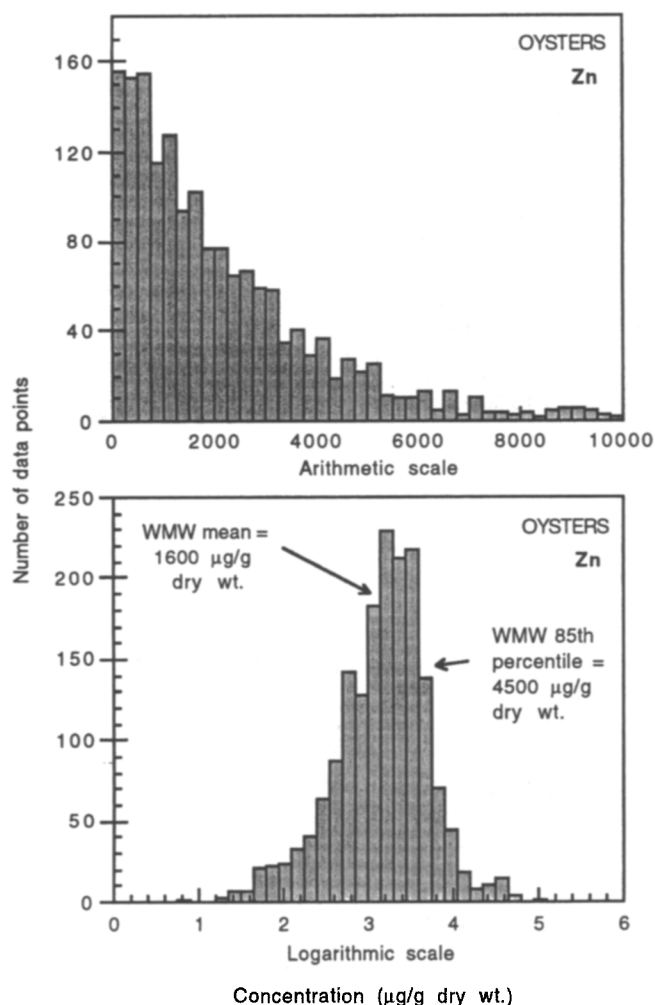 OYSTERS
Zn
160
120
80
40
0
0 2000 4000 6000 8000 10000
Arithmetic scale
Number of data points
250
200
150
100
50
0
OYSTERS
Zn
WMW mean =
1600 µg/g
dry wt.
WMW 85th
percentile =
4500 µg/g
dry wt.
0 1 2 3 4 5 6
Logarithmic scale
Concentration (µg/g dry wt.)